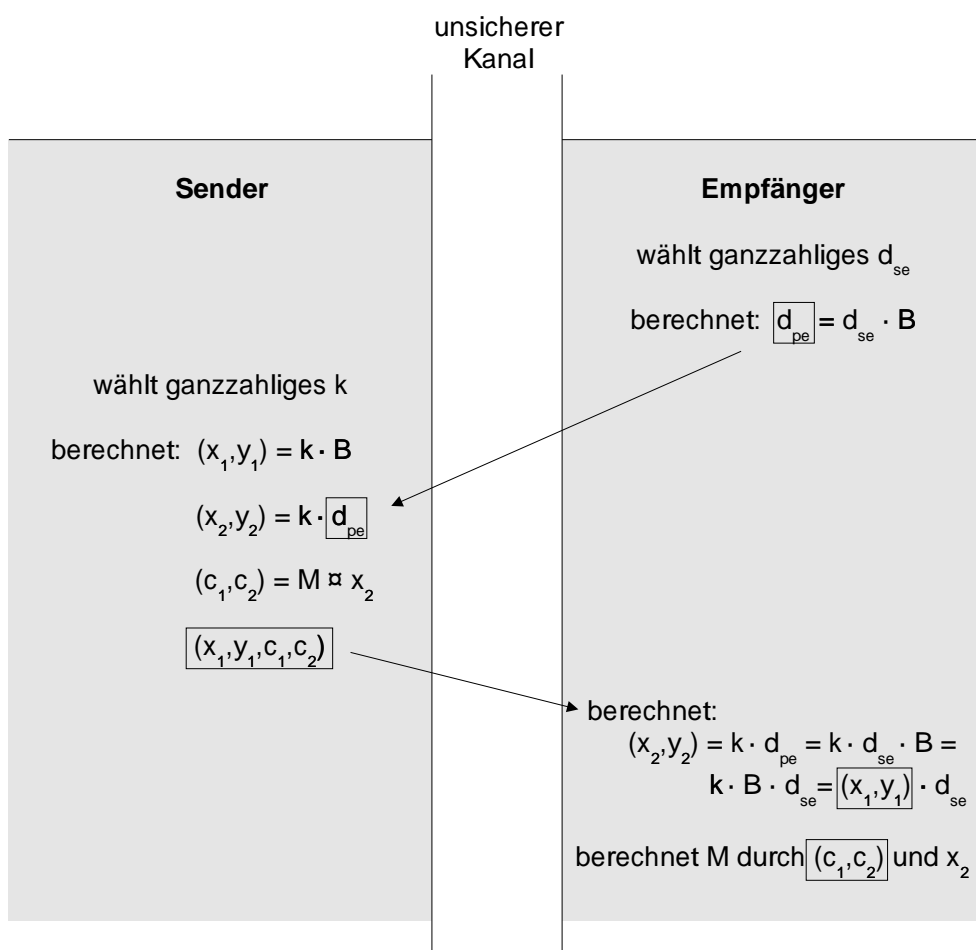 unsicherer
Kanal
Sender
Empfänger
wählt ganzzahliges d_se
berechnet: d_pe = d_se · B
wählt ganzzahliges k
berechnet: (x_1,y_1) = k · B
(x_2,y_2) = k · d_pe
(c_1,c_2) = M ¤ x_2
(x_1,y_1,c_1,c_2)
berechnet:
(x_2,y_2) = k · d_pe = k · d_se · B =
k · B · d_se = (x_1,y_1) · d_se
berechnet M durch (c_1,c_2) und x_2